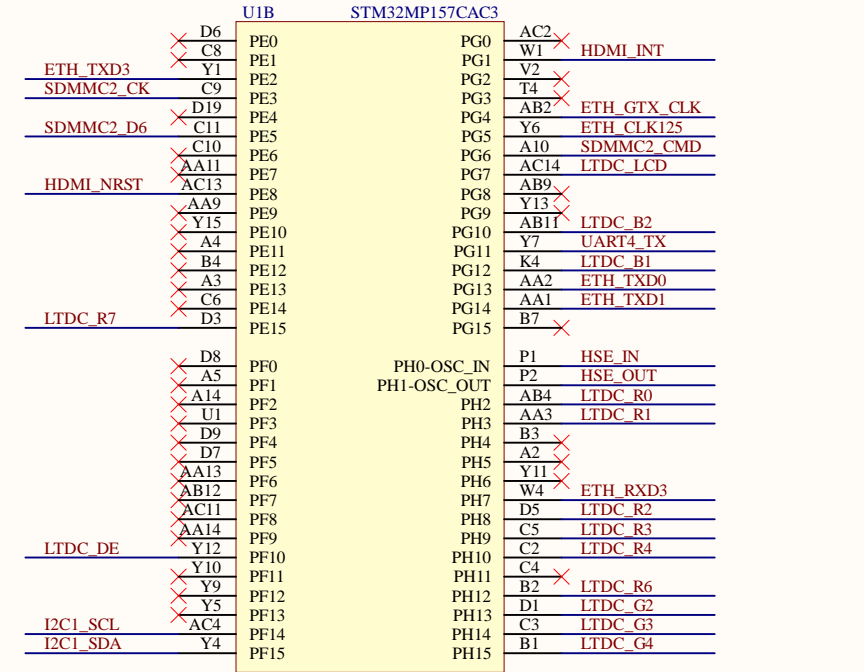 U1B STM32MP157CAC3
D6 PE0 PG0 AC2
C8 PE1 PG1 W1 HDMI_INT
ETH_TXD3 Y1 PE2 PG2 V2
SDMMC2_CK C9 PE3 PG3 T4
D19 PE4 PG4 AB2 ETH_GTX_CLK
SDMMC2_D6 C11 PE5 PG5 Y6 ETH_CLK125
C10 PE6 PG6 A10 SDMMC2_CMD
AA11 PE7 PG7 AC14 LTDC_LCD
HDMI_NRST AC13 PE8 PG8 AB9
AA9 PE9 PG9 Y13
Y15 PE10 PG10 AB11 LTDC_B2
A4 PE11 PG11 Y7 UART4_TX
B4 PE12 PG12 K4 LTDC_B1
A3 PE13 PG13 AA2 ETH_TXD0
C6 PE14 PG14 AA1 ETH_TXD1
LTDC_R7 D3 PE15 PG15 B7
D8 PF0 PH0-OSC_IN P1 HSE_IN
A5 PF1 PH1-OSC_OUT P2 HSE_OUT
A14 PF2 PH2 AB4 LTDC_R0
U1 PF3 PH3 AA3 LTDC_R1
D9 PF4 PH4 B3
D7 PF5 PH5 A2
AA13 PF6 PH6 Y11
AB12 PF7 PH7 W4 ETH_RXD3
AC11 PF8 PH8 D5 LTDC_R2
AA14 PF9 PH9 C5 LTDC_R3
LTDC_DE Y12 PF10 PH10 C2 LTDC_R4
Y10 PF11 PH11 C4
Y9 PF12 PH12 B2 LTDC_R6
Y5 PF13 PH13 D1 LTDC_G2
I2C1_SCL AC4 PF14 PH14 C3 LTDC_G3
I2C1_SDA Y4 PF15 PH15 B1 LTDC_G4